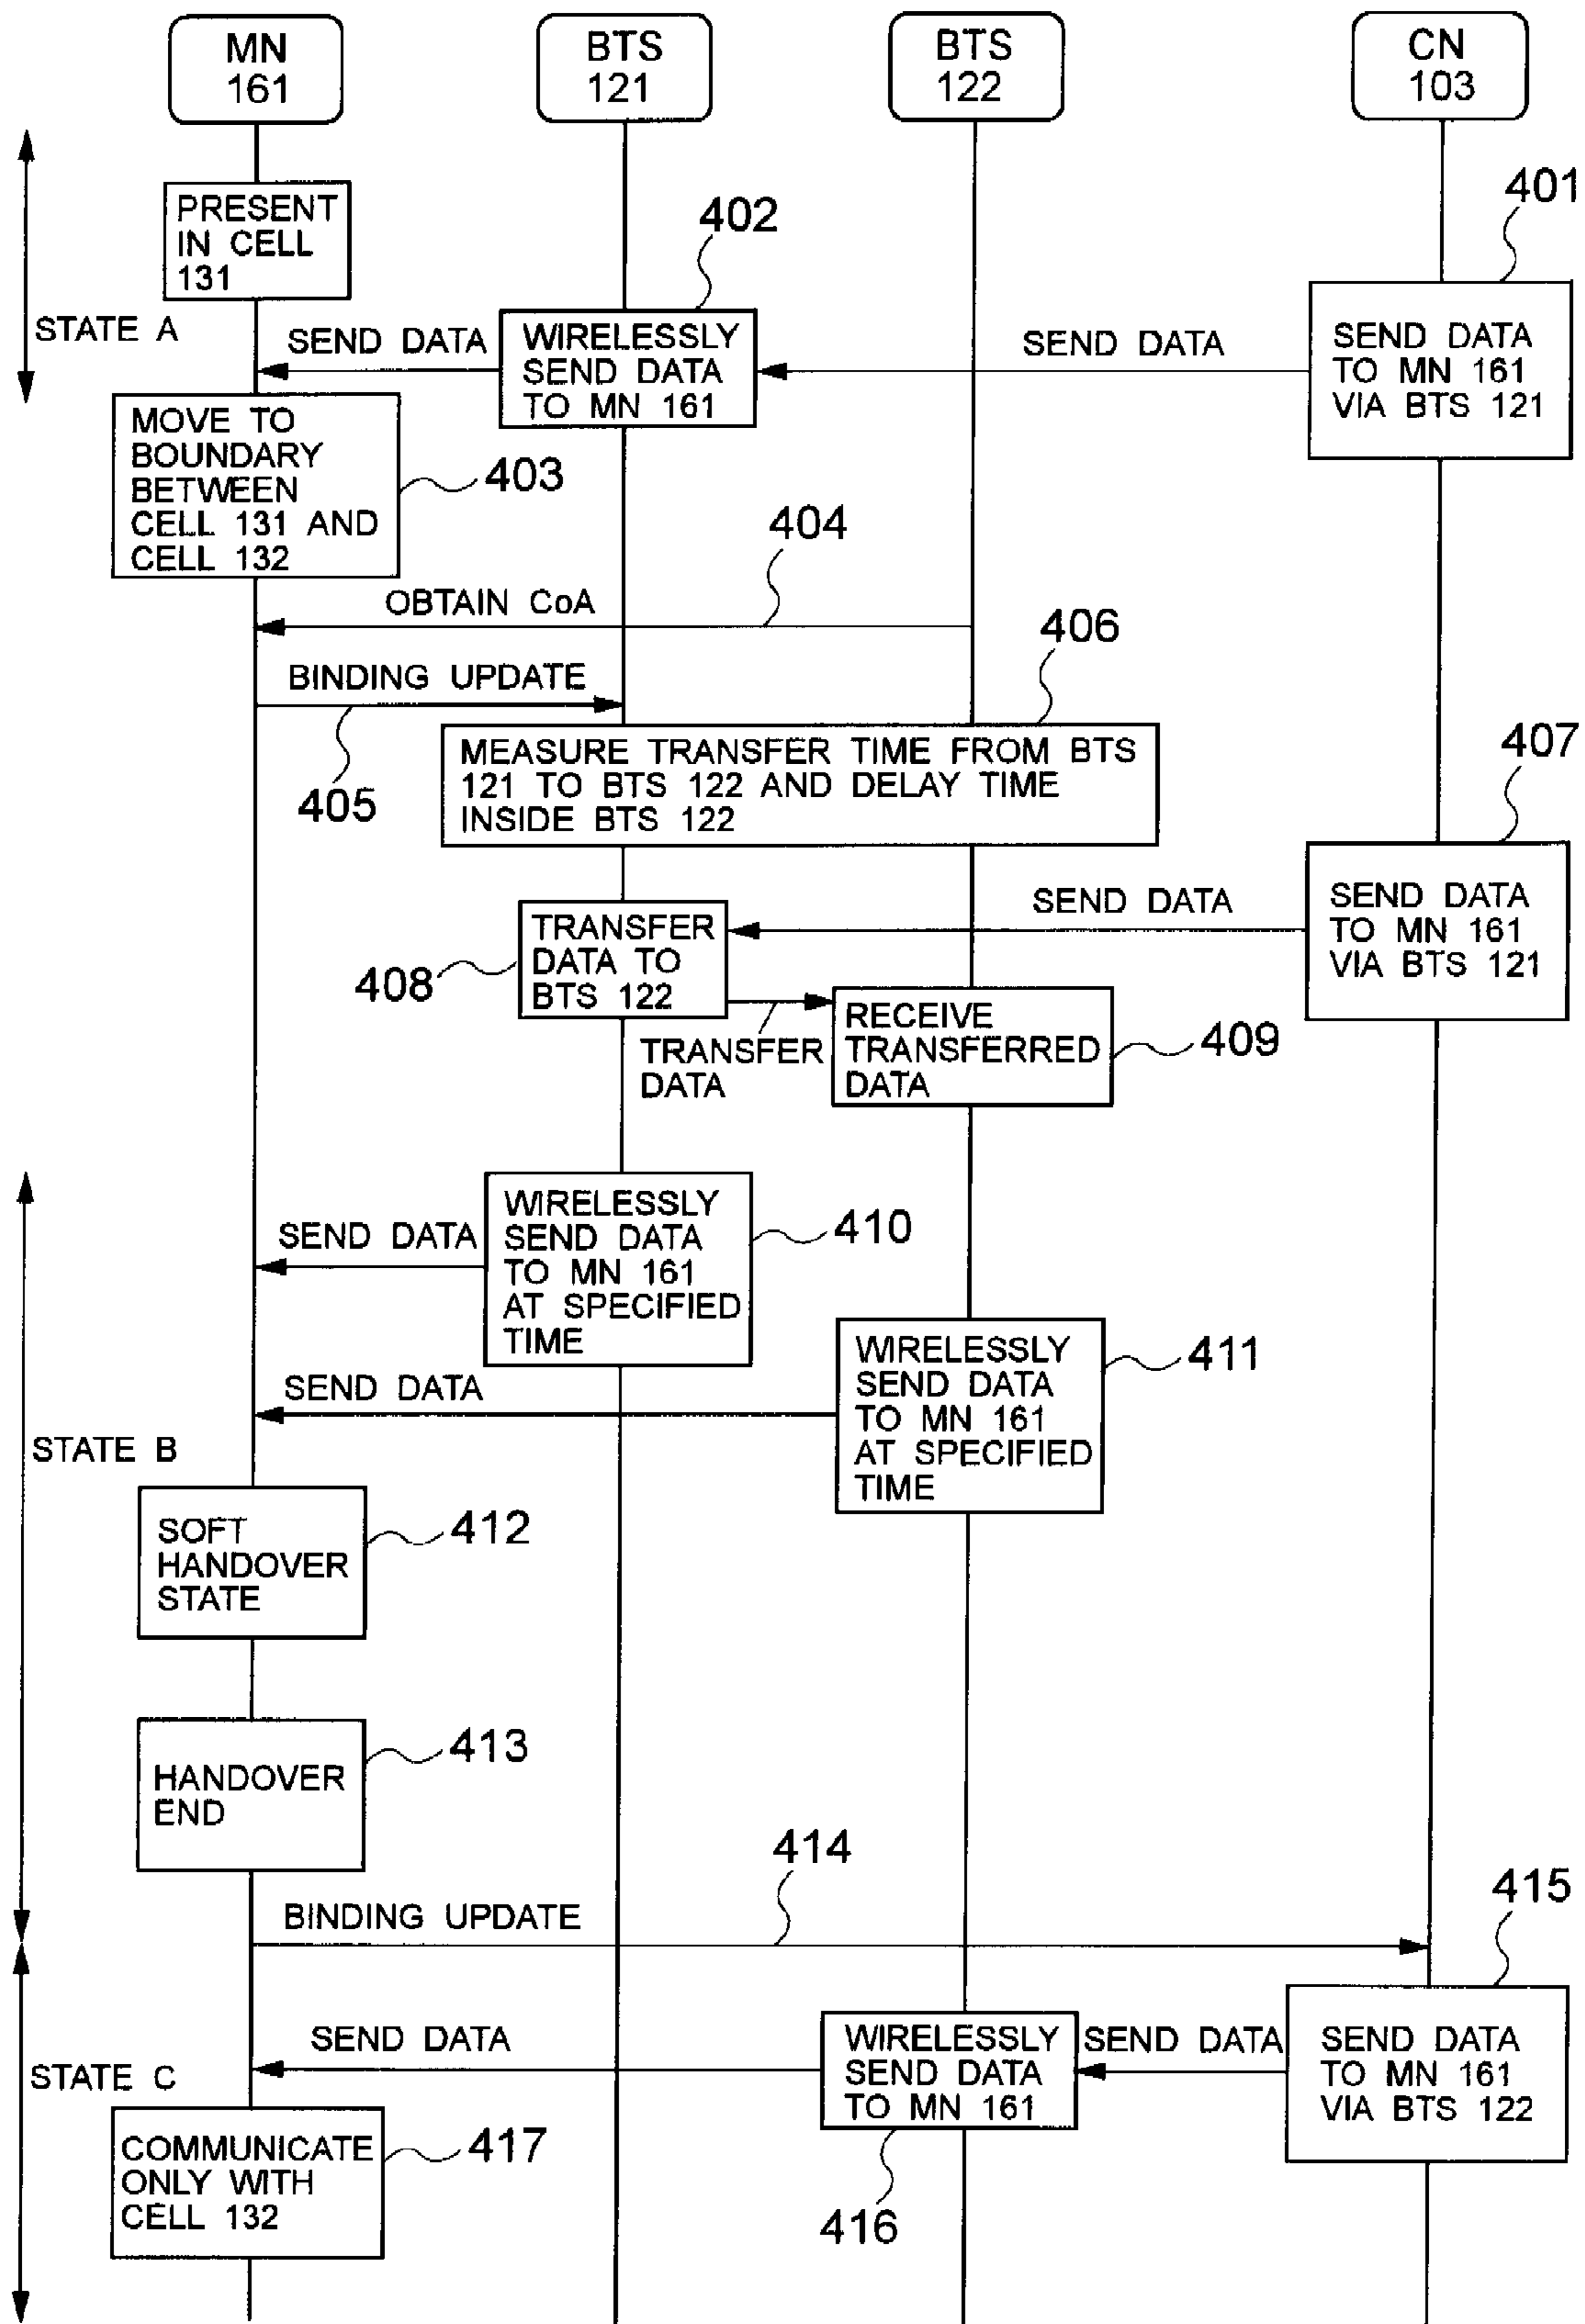 MN
161
BTS
121
BTS
122
CN
103
PRESENT
IN CELL
131
402
401
STATE A
SEND DATA
WIRELESSLY
SEND DATA
TO MN 161
SEND DATA
SEND DATA
TO MN 161
VIA BTS 121
MOVE TO
BOUNDARY
BETWEEN
CELL 131 AND
CELL 132
403
404
OBTAIN CoA
406
BINDING UPDATE
405
MEASURE TRANSFER TIME FROM BTS
121 TO BTS 122 AND DELAY TIME
INSIDE BTS 122
407
SEND DATA
SEND DATA
TO MN 161
VIA BTS 121
TRANSFER
DATA TO
BTS 122
408
TRANSFER
DATA
RECEIVE
TRANSFERRED
DATA
409
SEND DATA
WIRELESSLY
SEND DATA
TO MN 161
AT SPECIFIED
TIME
410
SEND DATA
WIRELESSLY
SEND DATA
TO MN 161
AT SPECIFIED
TIME
411
STATE B
SOFT
HANDOVER
STATE
412
HANDOVER
END
413
414
BINDING UPDATE
415
SEND DATA
WIRELESSLY
SEND DATA
TO MN 161
SEND DATA
SEND DATA
TO MN 161
VIA BTS 122
STATE C
416
COMMUNICATE
ONLY WITH
CELL 132
417